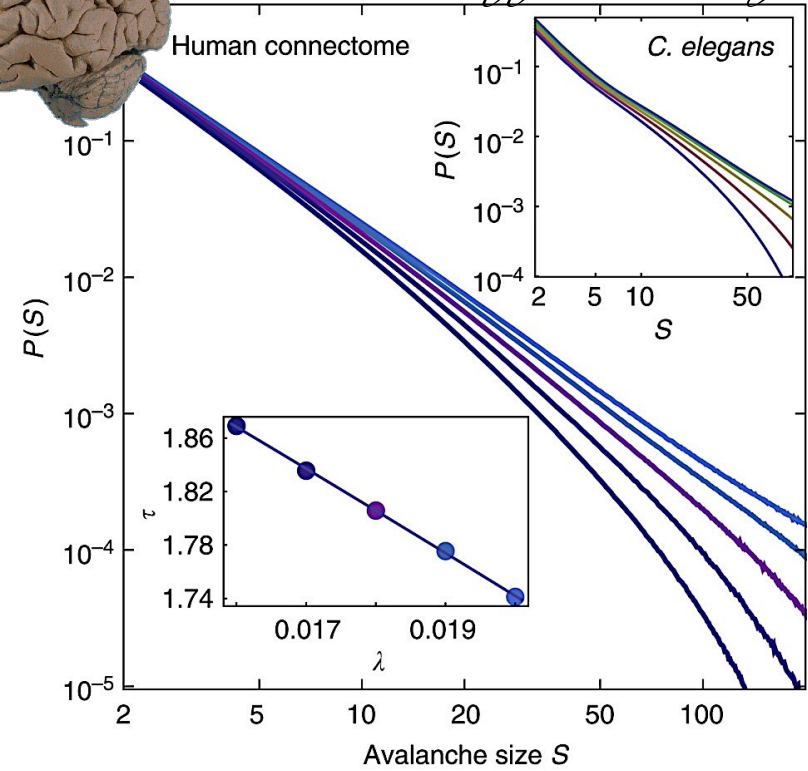 Human connectome
C. elegans
P(S)
10⁻¹
10⁻²
10⁻³
10⁻⁴
2 5 10 50
S
P(S)
10⁻¹
10⁻²
10⁻³
10⁻⁴
10⁻⁵
τ
1.86
1.82
1.78
1.74
0.017 0.019
λ
2 5 10 20 50 100
Avalanche size S